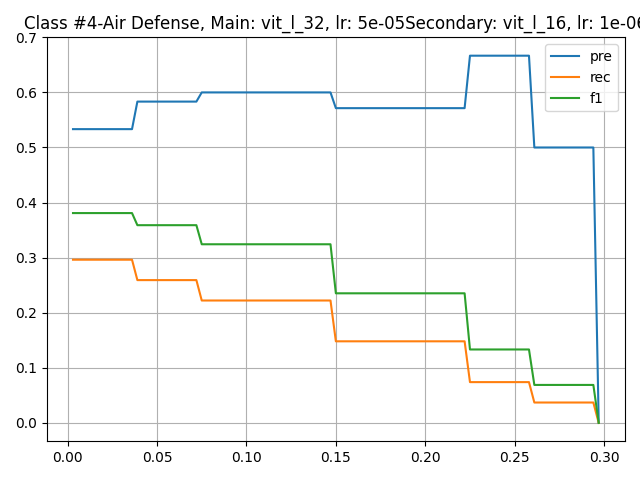 Class #4-Air Defense, Main: vit_l_32, lr: 5e-05Secondary: vit_l_16, lr: 1e-06
0.7
0.6
0.5
0.4
0.3
0.2
0.1
0.0
0.00 0.05 0.10 0.15 0.20 0.25 0.30
pre
rec
f1